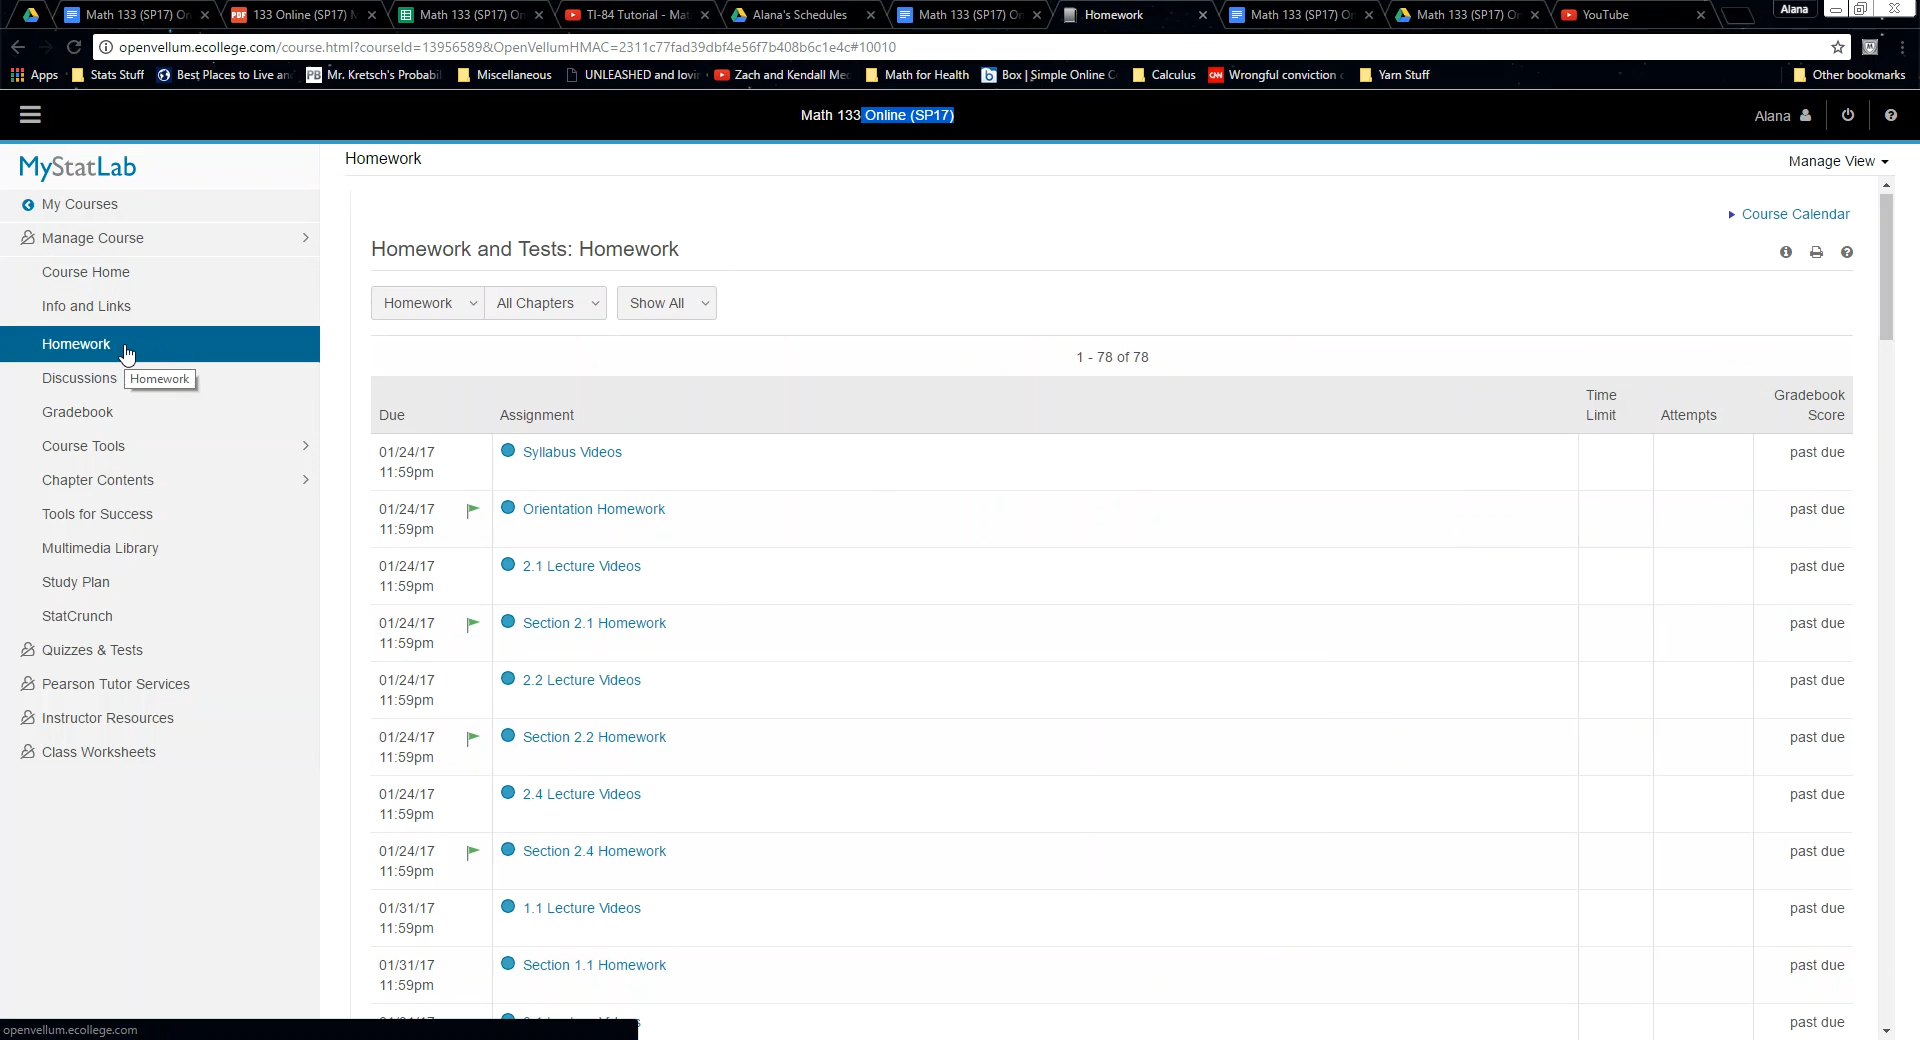 Math 133 (SP17) On
133 Online (SP17) M
Math 133 (SP17) On
TI-84 Tutorial - Mat
Alana's Schedules
Math 133 (SP17) On
Homework
Math 133 (SP17) On
Math 133 (SP17) On
YouTube
Alana
openvellum.ecollege.com/course.html?courseId=13956589&OpenVellumHMAC=2311c77fad39dbf4e56f7b408b6c1e4c#10010
Apps
Stats Stuff
Best Places to Live an
PB Mr. Kretsch's Probabil
Miscellaneous
UNLEASHED and lovin
Zach and Kendall Me
Math for Health
Box | Simple Online C
Calculus
CNN Wrongful conviction
Yarn Stuff
Other bookmarks
Math 133 Online (SP17)
Alana
MyStatLab
My Courses
Manage Course
Course Home
Info and Links
Homework
Discussions
Homework
Gradebook
Course Tools
Chapter Contents
Tools for Success
Multimedia Library
Study Plan
StatCrunch
Quizzes & Tests
Pearson Tutor Services
Instructor Resources
Class Worksheets
Homework
Manage View
Course Calendar
Homework and Tests: Homework
Homework
All Chapters
Show All
1 - 78 of 78
Due Assignment Time Limit Attempts Gradebook Score
01/24/17 11:59pm Syllabus Videos past due
01/24/17 11:59pm Orientation Homework past due
01/24/17 11:59pm 2.1 Lecture Videos past due
01/24/17 11:59pm Section 2.1 Homework past due
01/24/17 11:59pm 2.2 Lecture Videos past due
01/24/17 11:59pm Section 2.2 Homework past due
01/24/17 11:59pm 2.4 Lecture Videos past due
01/24/17 11:59pm Section 2.4 Homework past due
01/31/17 11:59pm 1.1 Lecture Videos past due
01/31/17 11:59pm Section 1.1 Homework past due
past due
openvellum.ecollege.com